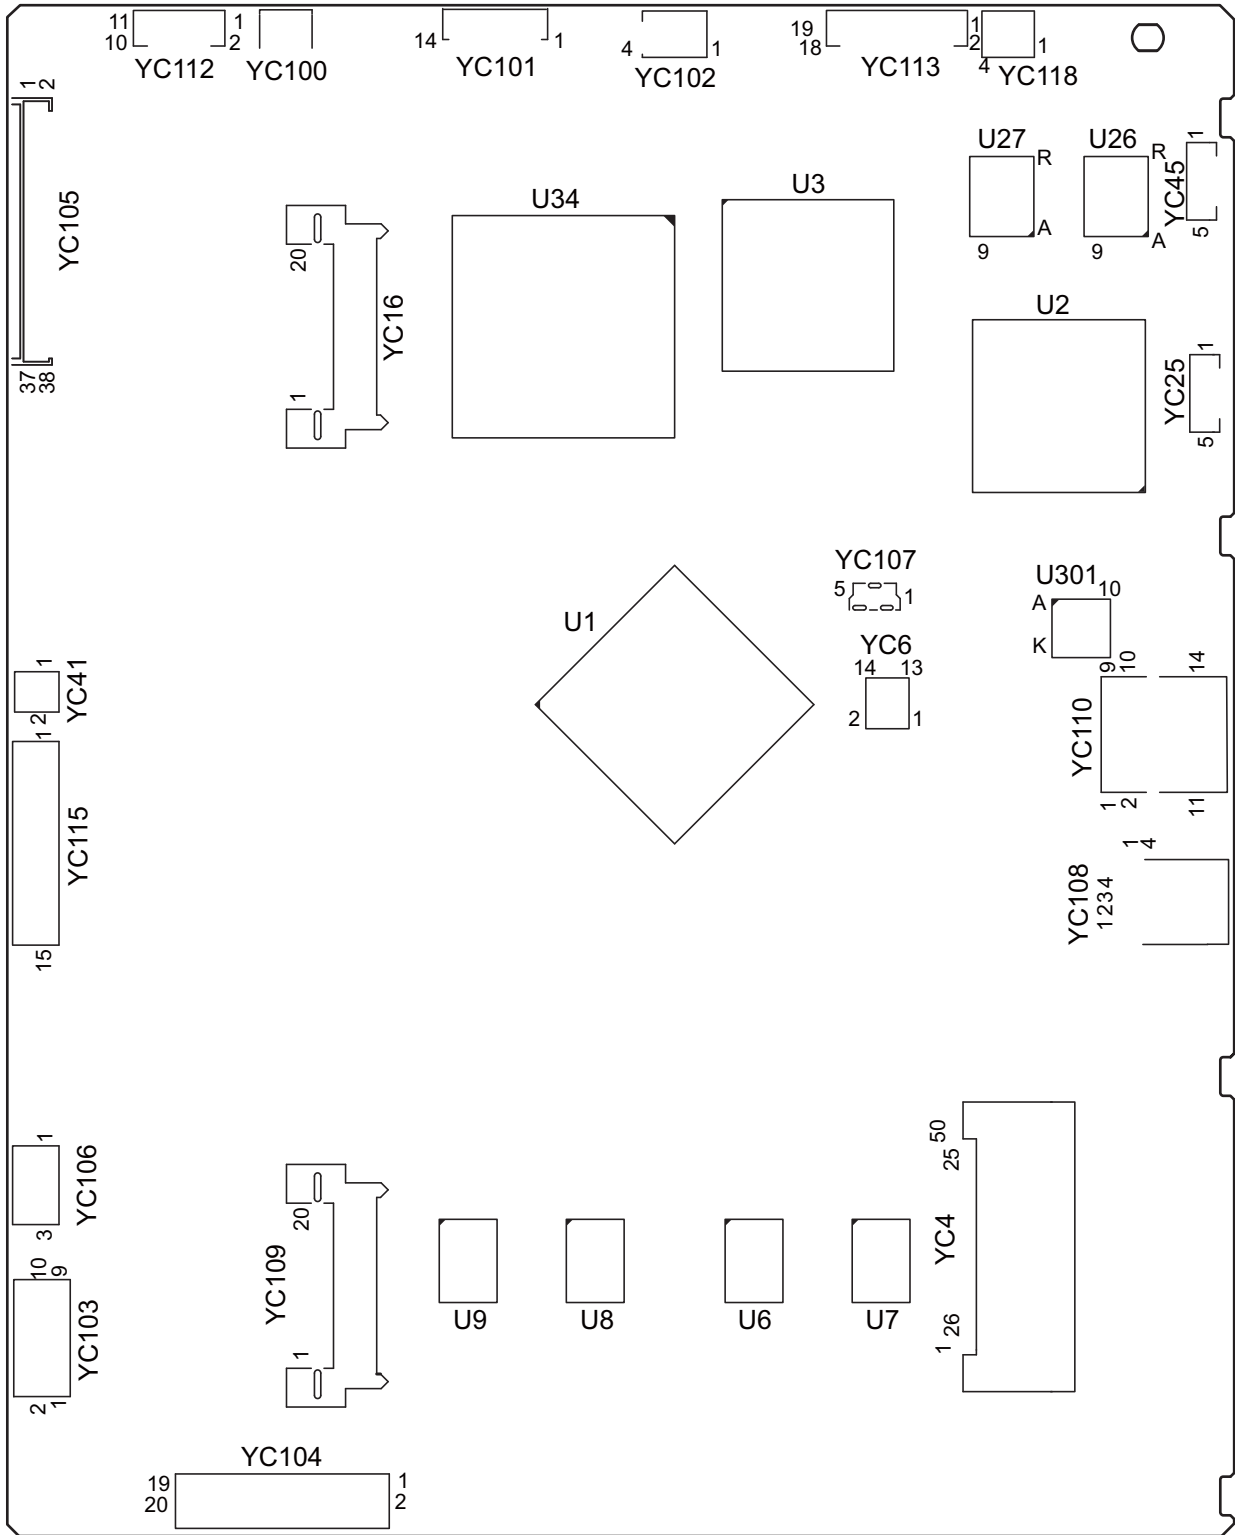 11 1
10 2
YC112
YC100
14 1
YC101
4 1
YC102
19 1
18 2
YC113
4 1
YC118
1
2
YC105
37
38
20
YC16
1
U34
U3
U27
R
A
9
U26
R
A
9
1
YC45
5
U2
1
YC25
5
YC107
5 1
U301
A 10
K
U1
YC6
14 13
2 1
9
10
14
YC110
1
2
11
1
YC41
2
1
YC115
15
1
4
YC108
1234
1
YC106
3
10
9
YC103
2
1
20
YC109
1
U9
U8
U6
U7
50
25
YC4
26
1
YC104
19 1
20 2